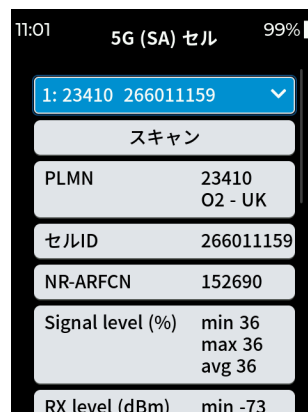 11:01
5G (SA) セル
99%
1: 23410 266011159
スキャン
PLMN
23410
O2 - UK
セルID
266011159
NR-ARFCN
152690
Signal level (%)
min 36
max 36
avg 36
RX level (dBm)
min -73